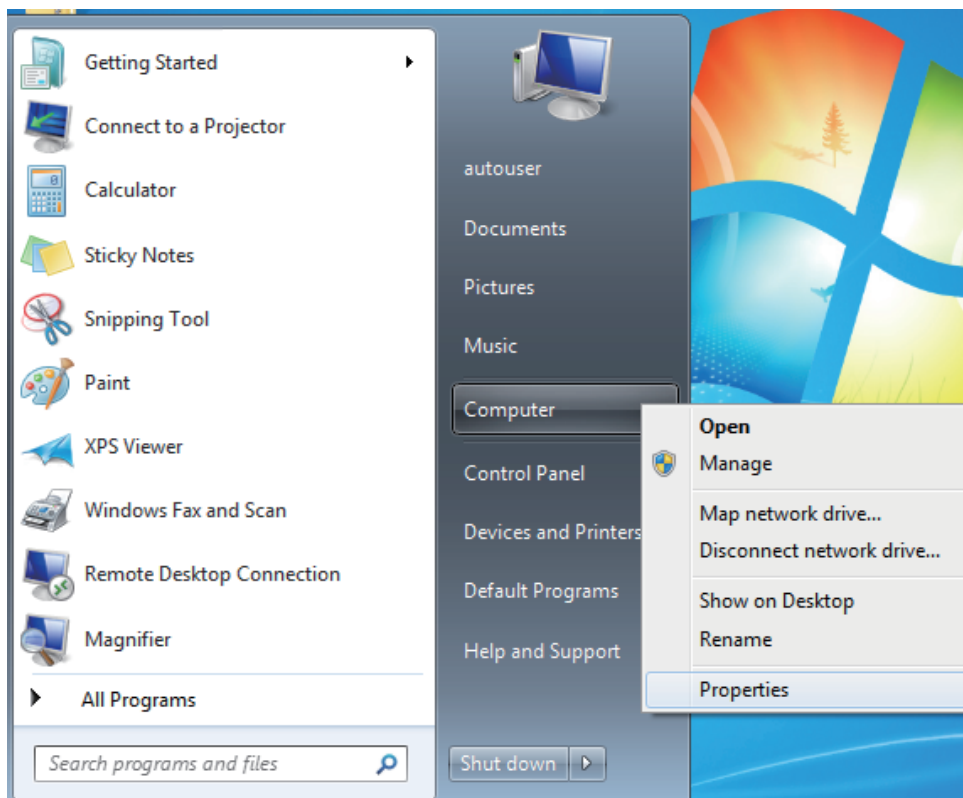 Getting Started
Connect to a Projector
Calculator
Sticky Notes
Snipping Tool
Paint
XPS Viewer
Windows Fax and Scan
Remote Desktop Connection
Magnifier
All Programs
Search programs and files
autouser
Documents
Pictures
Music
Computer
Control Panel
Devices and Printers
Default Programs
Help and Support
Shut down
Open
Manage
Map network drive...
Disconnect network drive...
Show on Desktop
Rename
Properties